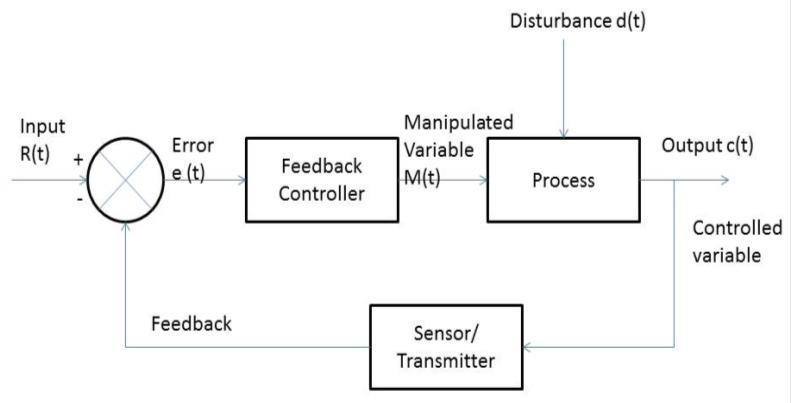 Disturbance d(t)
Input
R(t)
+
-
Error
e (t)
Feedback
Controller
Manipulated
Variable
M(t)
Process
Output c(t)
Controlled
variable
Feedback
Sensor/
Transmitter